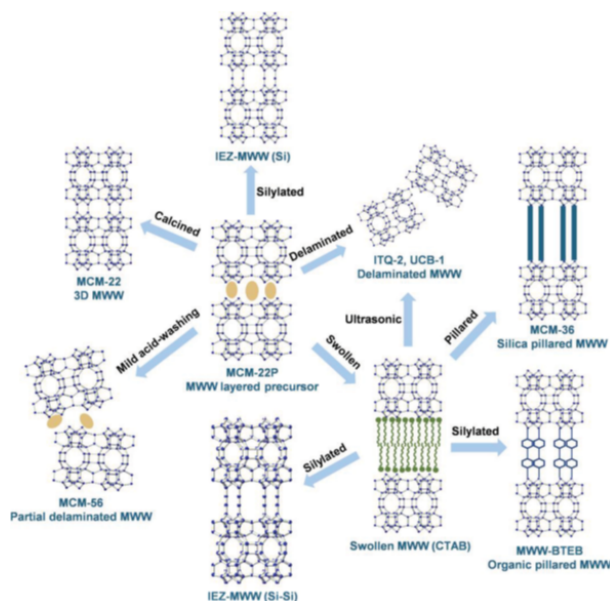 IEZ-MWW (Si)
Silylated
Calcined
MCM-22
3D MWW
Delaminated
ITQ-2, UCB-1
Delaminated MWW
MCM-22P
MWW layered precursor
Mild acid-washing
Swollen
Ultrasonic
Pillared
MCM-36
Silica pillared MWW
MCM-56
Partial delaminated MWW
Silylated
IEZ-MWW (Si-Si)
Swollen MWW (CTAB)
Silylated
MWW-BTEB
Organic pillared MWW